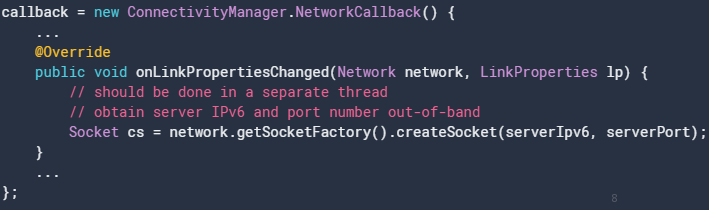 callback = new ConnectivityManager.NetworkCallback() {
    ...
    @Override
    public void onLinkPropertiesChanged(Network network, LinkProperties lp) {
        // should be done in a separate thread
        // obtain server IPv6 and port number out-of-band
        Socket cs = network.getSocketFactory().createSocket(serverIpv6, serverPort);
    }
    ...
};
8